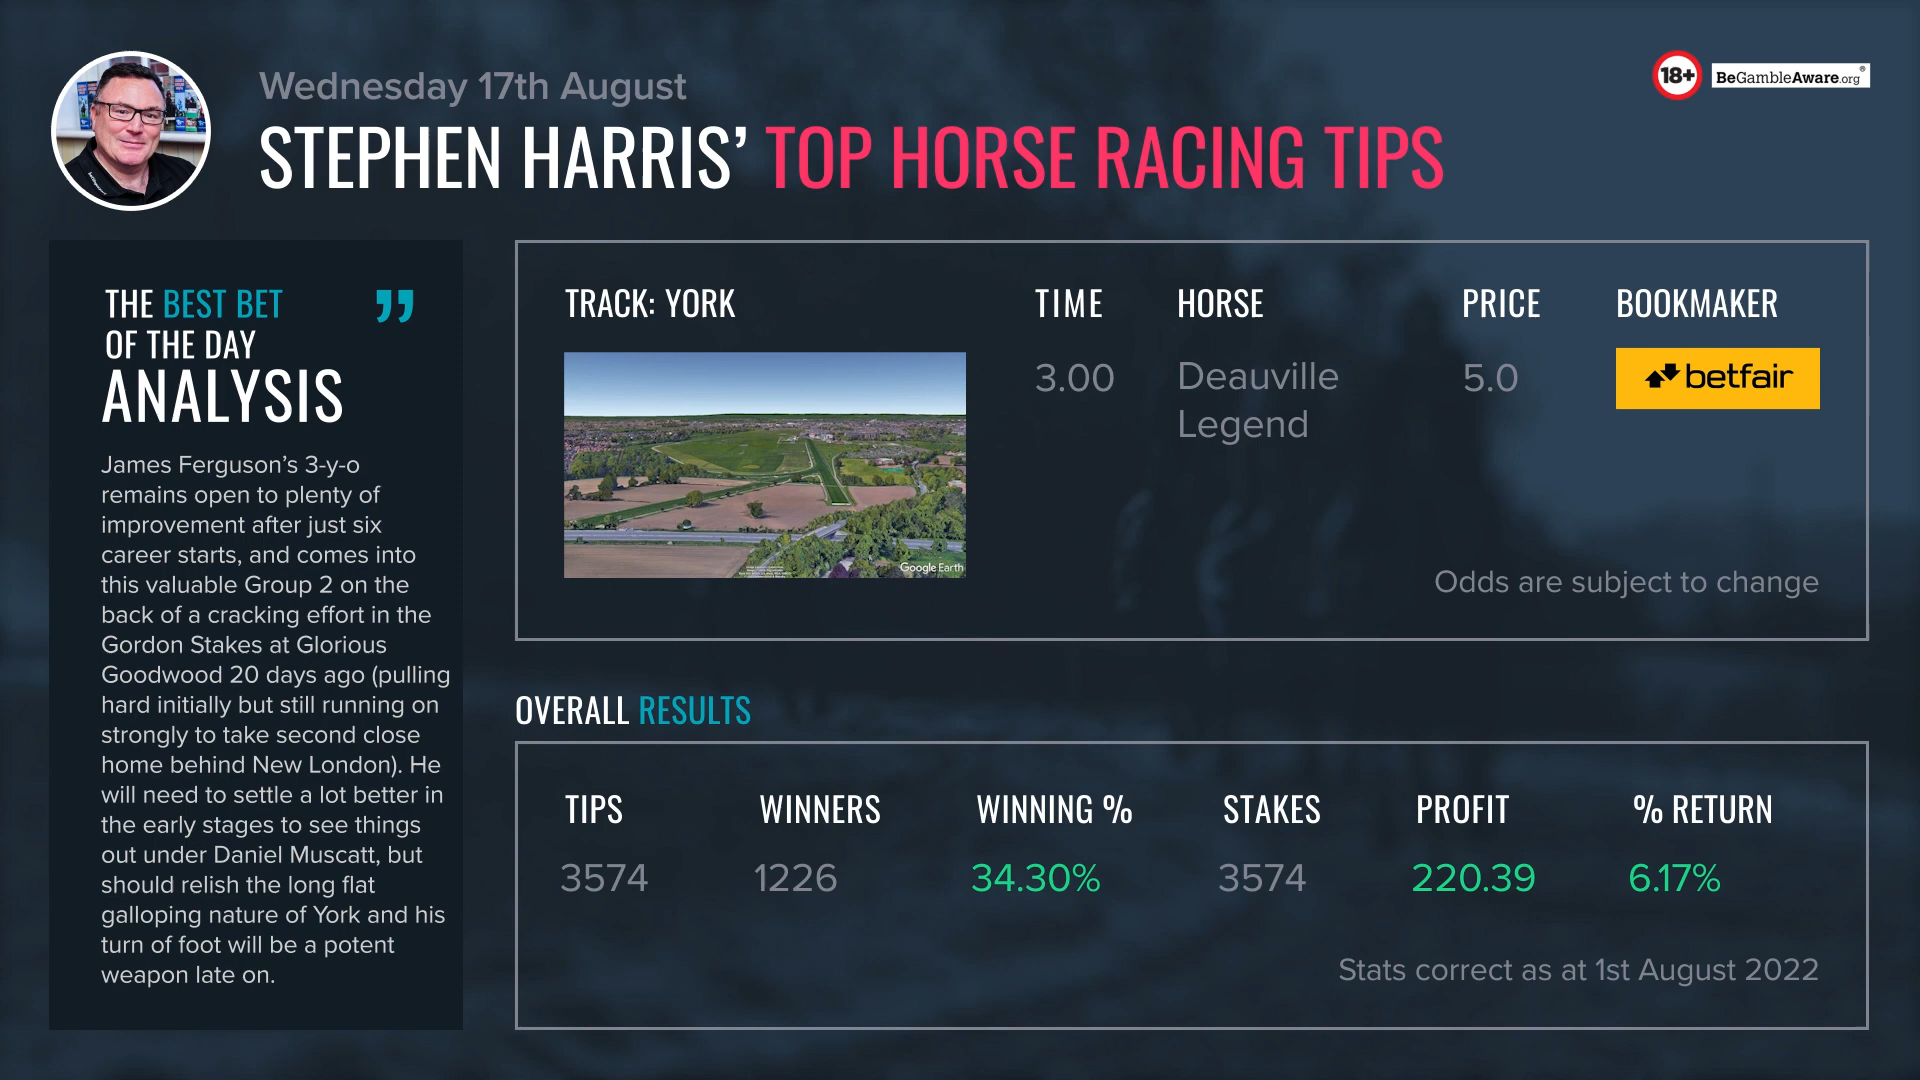 Wednesday 17th August
STEPHEN HARRIS’ TOP HORSE RACING TIPS
18+
BeGambleAware.org®
THE BEST BET
OF THE DAY
ANALYSIS
”
James Ferguson’s 3-y-o
remains open to plenty of
improvement after just six
career starts, and comes into
this valuable Group 2 on the
back of a cracking effort in the
Gordon Stakes at Glorious
Goodwood 20 days ago (pulling
hard initially but still running on
strongly to take second close
home behind New London). He
will need to settle a lot better in
the early stages to see things
out under Daniel Muscatt, but
should relish the long flat
galloping nature of York and his
turn of foot will be a potent
weapon late on.
TRACK: YORK
TIME HORSE PRICE BOOKMAKER
3.00 Deauville 5.0 betfair
Legend
Google Earth
Odds are subject to change
OVERALL RESULTS
TIPS WINNERS WINNING % STAKES PROFIT % RETURN
3574 1226 34.30% 3574 220.39 6.17%
Stats correct as at 1st August 2022